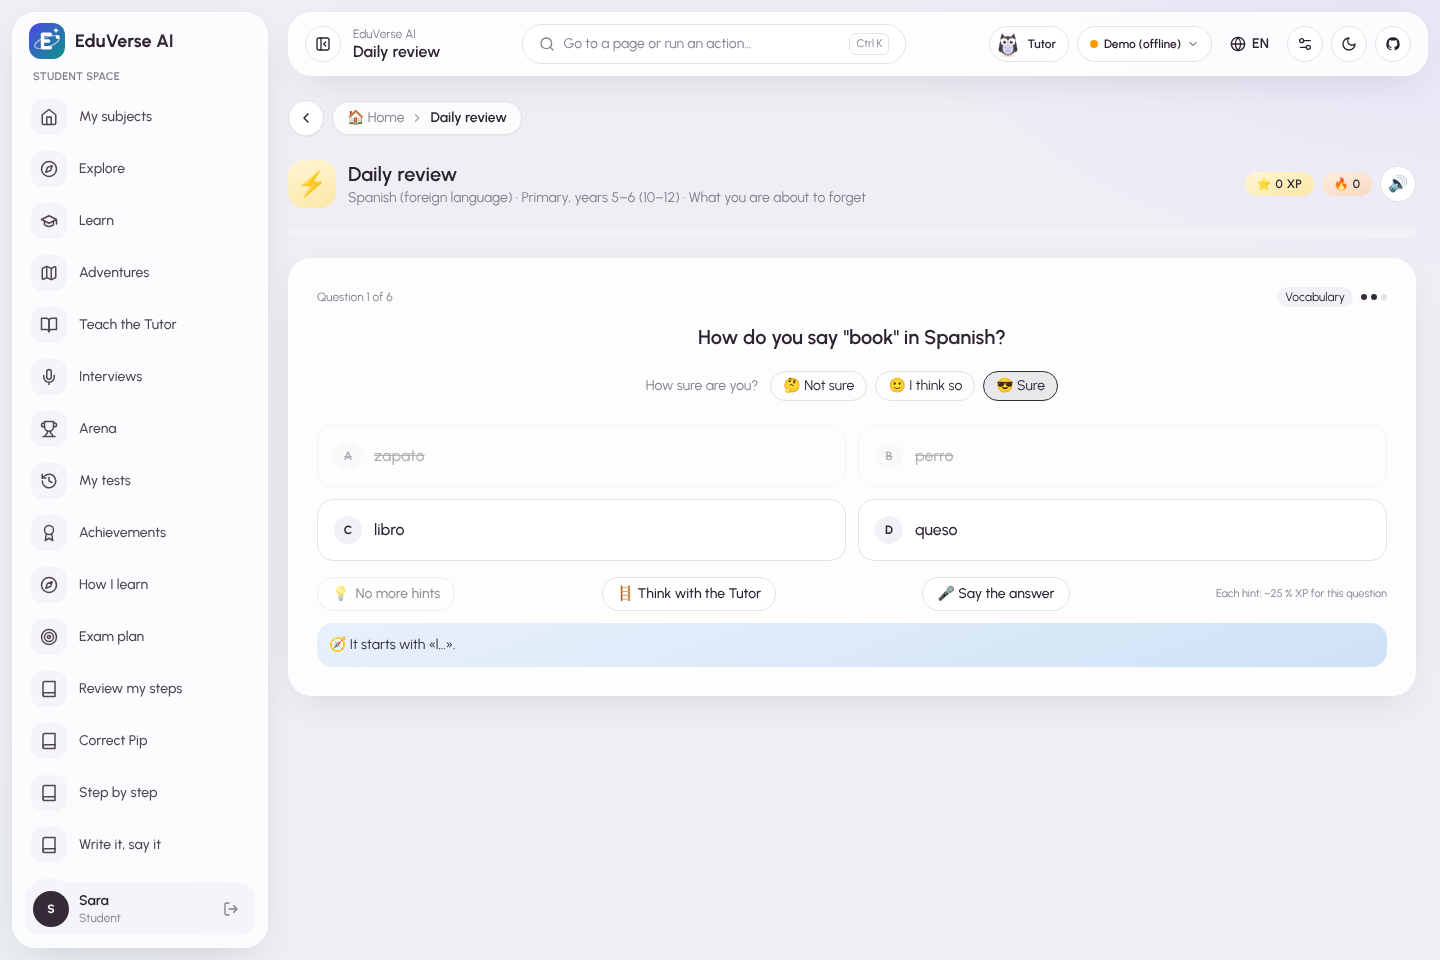 EduVerse AI
STUDENT SPACE
My subjects
Explore
Learn
Adventures
Teach the Tutor
Interviews
Arena
My tests
Achievements
How I learn
Exam plan
Review my steps
Correct Pip
Step by step
Write it, say it
S
Sara
Student
EduVerse AI
Daily review
Go to a page or run an action...
Ctrl K
Tutor
Demo (offline)
EN
Home
Daily review
Daily review
Spanish (foreign language) · Primary, years 5–6 (10–12) · What you are about to forget
0 XP
0
Question 1 of 6
Vocabulary
How do you say "book" in Spanish?
How sure are you?
Not sure
I think so
Sure
A zapato
B perro
C libro
D queso
No more hints
Think with the Tutor
Say the answer
Each hint: −25 % XP for this question
It starts with «l...».